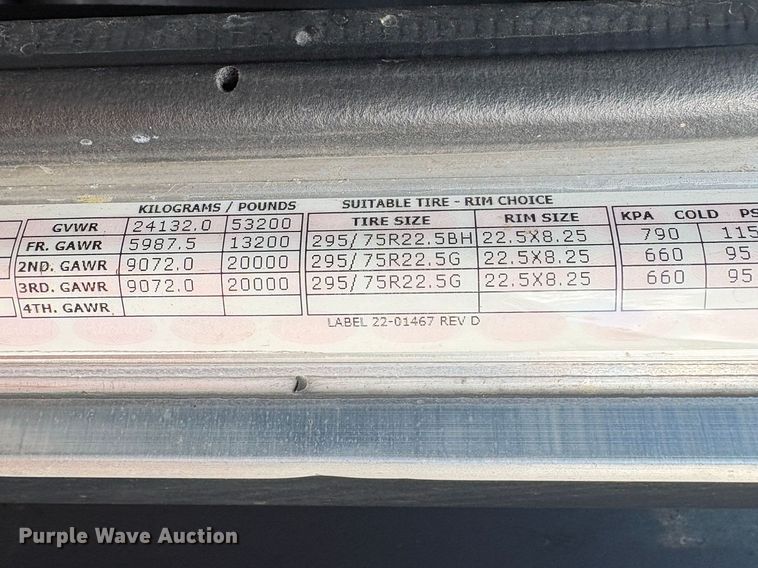 KILOGRAMS / POUNDS SUITABLE TIRE - RIM CHOICE
GVWR 24132.0 53200 TIRE SIZE RIM SIZE KPA COLD PS
FR. GAWR 5987.5 13200 295/75R22.5BH 22.5X8.25 790 115
2ND. GAWR 9072.0 20000 295/75R22.5G 22.5X8.25 660 95
3RD. GAWR 9072.0 20000 295/75R22.5G 22.5X8.25 660 95
4TH. GAWR
LABEL 22-01467 REV D
Purple Wave Auction